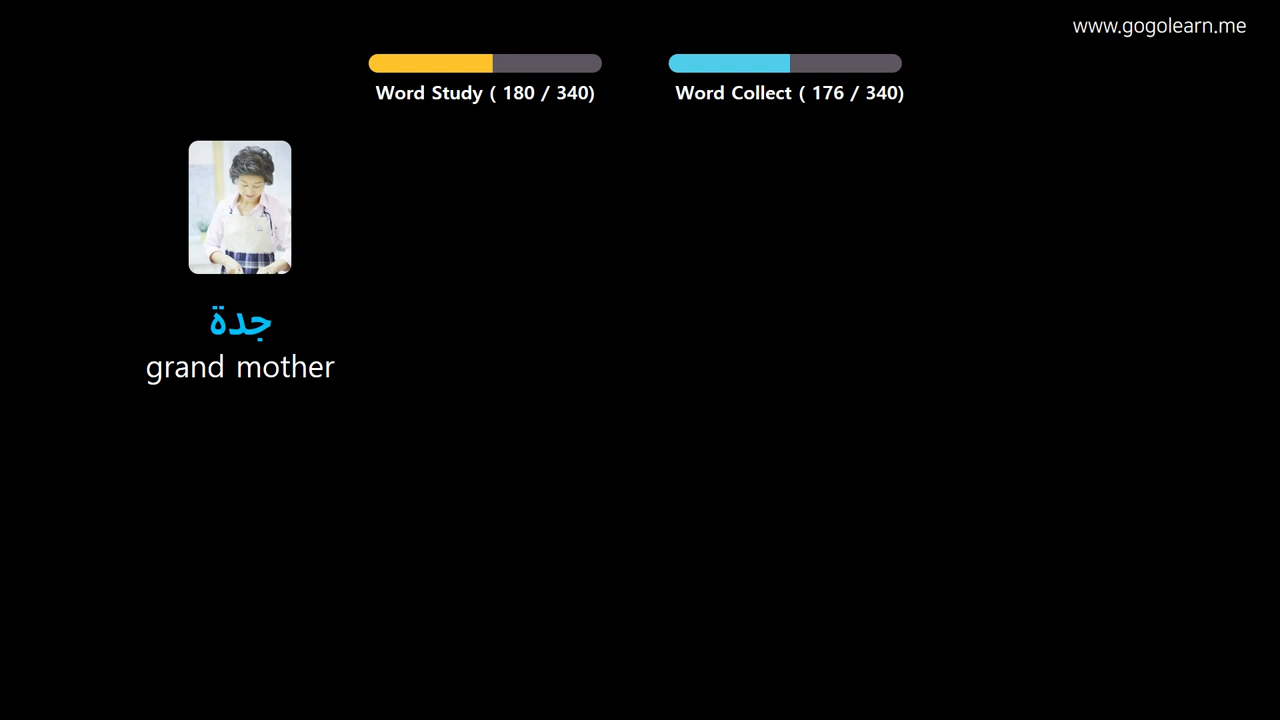 www.gogolearn.me
Word Study ( 180 / 340)
Word Collect ( 176 / 340)
جدة
grand mother